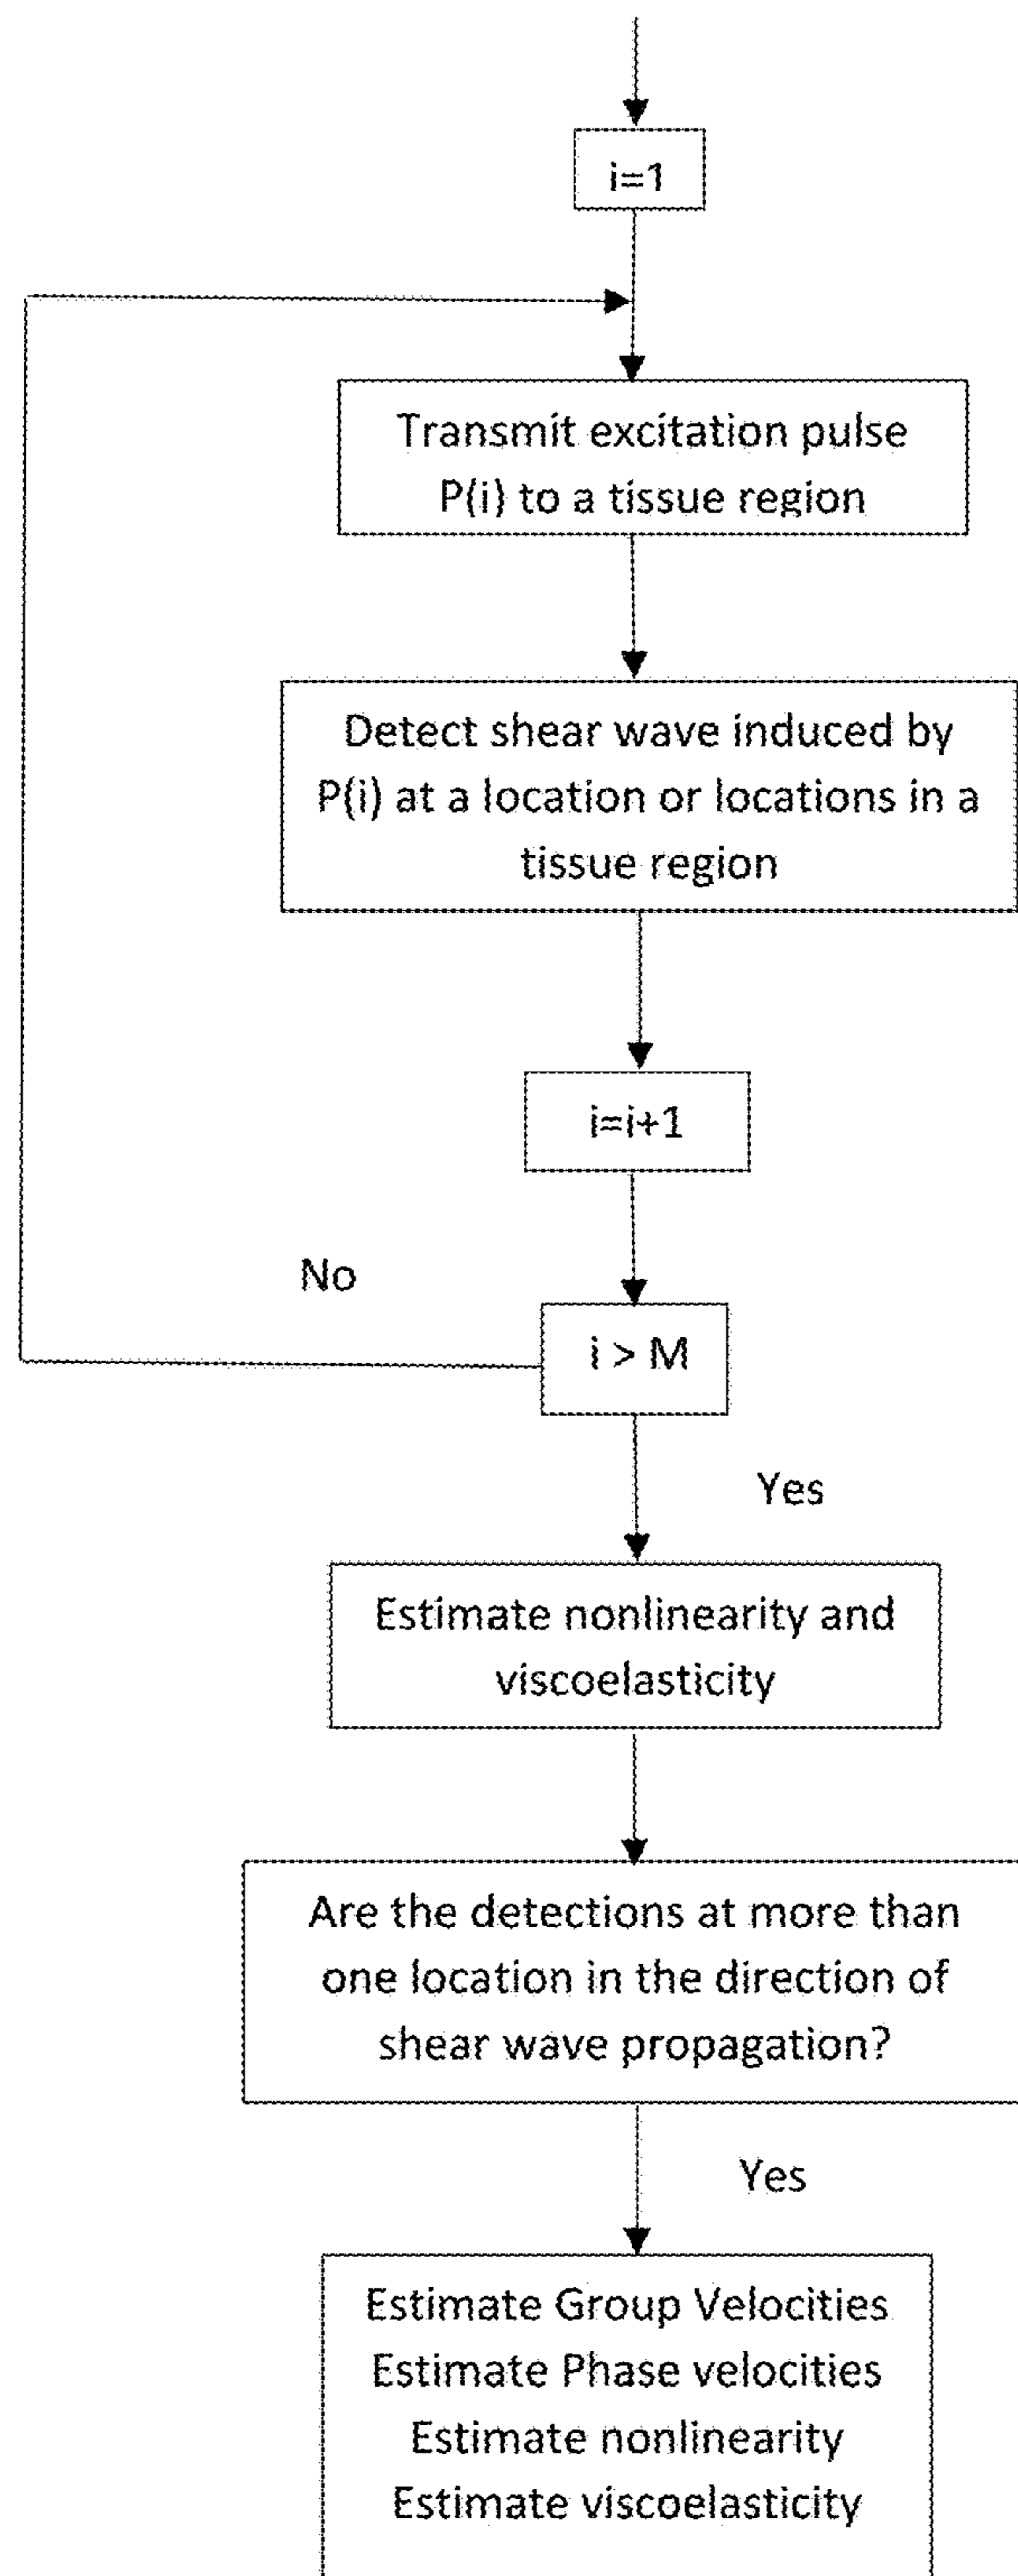 i=1
Transmit excitation pulse
P(i) to a tissue region
Detect shear wave induced by
P(i) at a location or locations in a
tissue region
i=i+1
No
i > M
Yes
Estimate nonlinearity and
viscoelasticity
Are the detections at more than
one location in the direction of
shear wave propagation?
Yes
Estimate Group Velocities
Estimate Phase velocities
Estimate nonlinearity
Estimate viscoelasticity